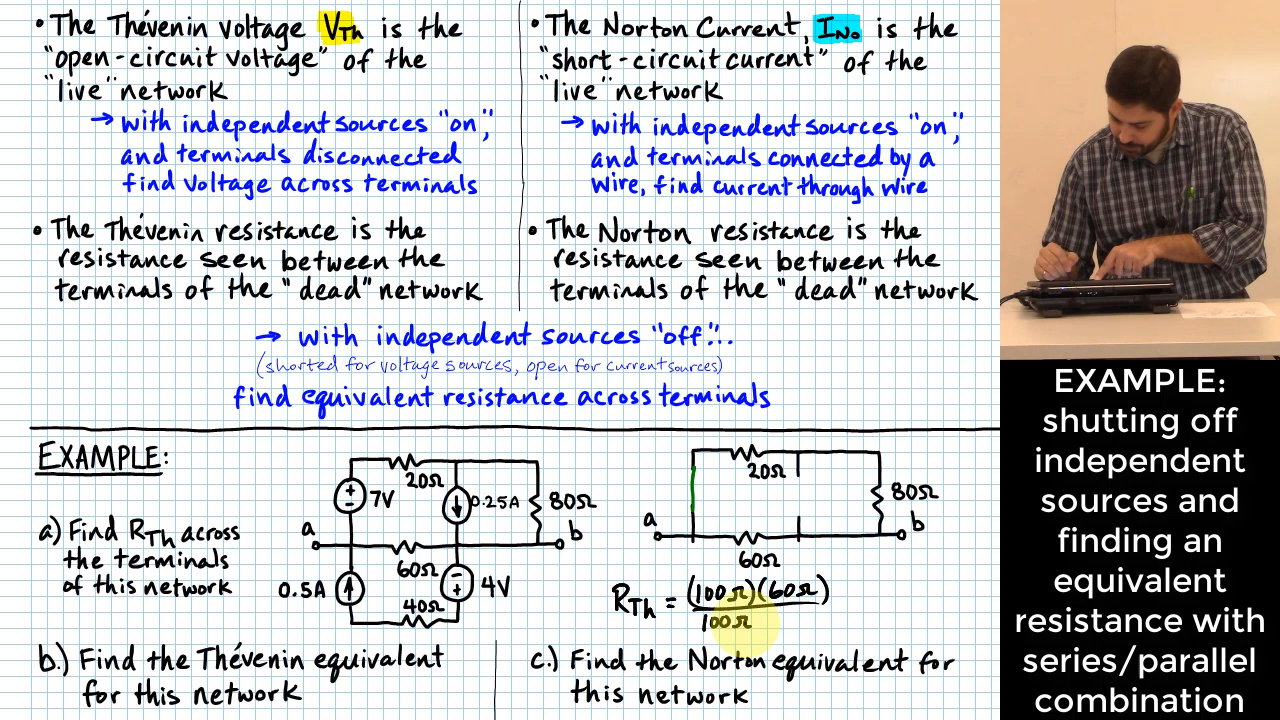 • The Thévenin voltage VTh is the
"open-circuit voltage" of the
"live" network
→ with independent sources "on,"
and terminals disconnected
find voltage across terminals
• The Thévenin resistance is the
resistance seen between the
terminals of the "dead" network
• The Norton Current, INo is the
"short-circuit current" of the
"live" network
→ with independent sources "on,"
and terminals connected by a
wire, find current through wire
• The Norton resistance is the
resistance seen between the
terminals of the "dead" network
→ with independent sources "off"...
(shorted for voltage sources, open for current sources)
find equivalent resistance across terminals
EXAMPLE:
a) Find RTh across
the terminals
of this network
20Ω
+
-
7V
0.25A
80Ω
a
b
60Ω
0.5A
-
+
4V
40Ω
20Ω
80Ω
a
b
60Ω
RTh = (100Ω)(60Ω)
100Ω
b.) Find the Thévenin equivalent
for this network
c.) Find the Norton equivalent for
this network
EXAMPLE:
shutting off
independent
sources and
finding an
equivalent
resistance with
series/parallel
combination